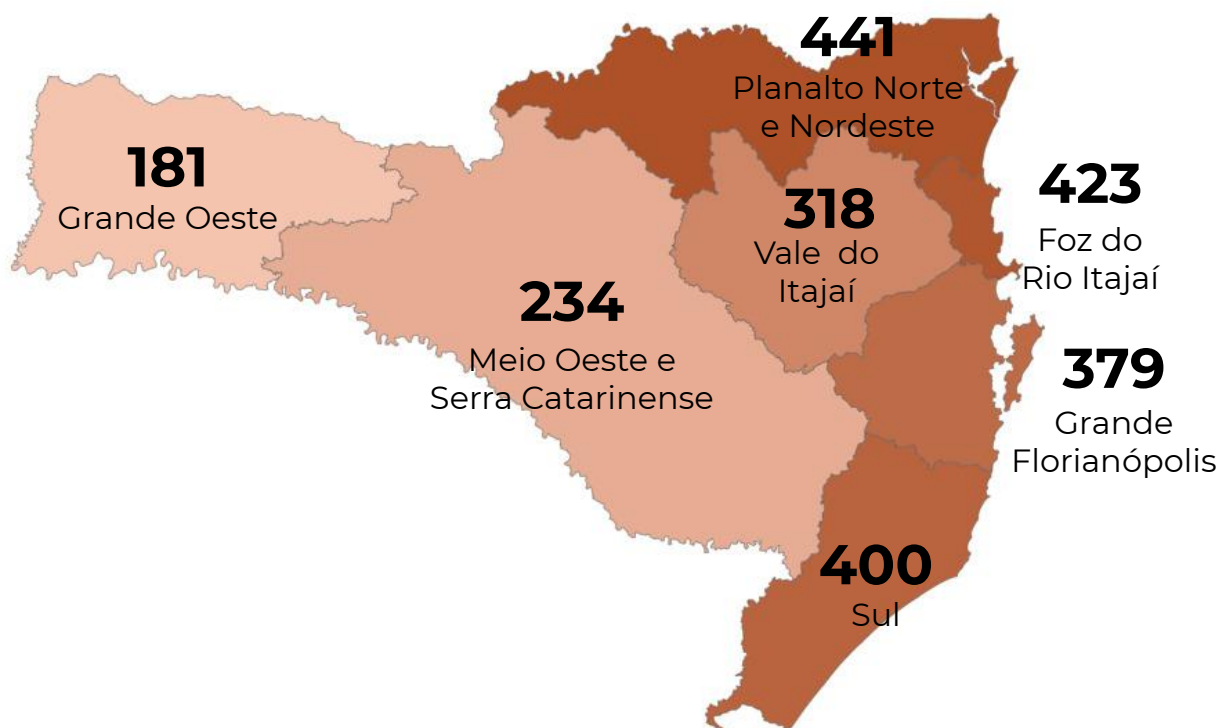 441
Planalto Norte
e Nordeste
181
Grande Oeste
318
Vale do
Itajaí
423
Foz do
Rio Itajaí
234
Meio Oeste e
Serra Catarinense
379
Grande
Florianópolis
400
Sul